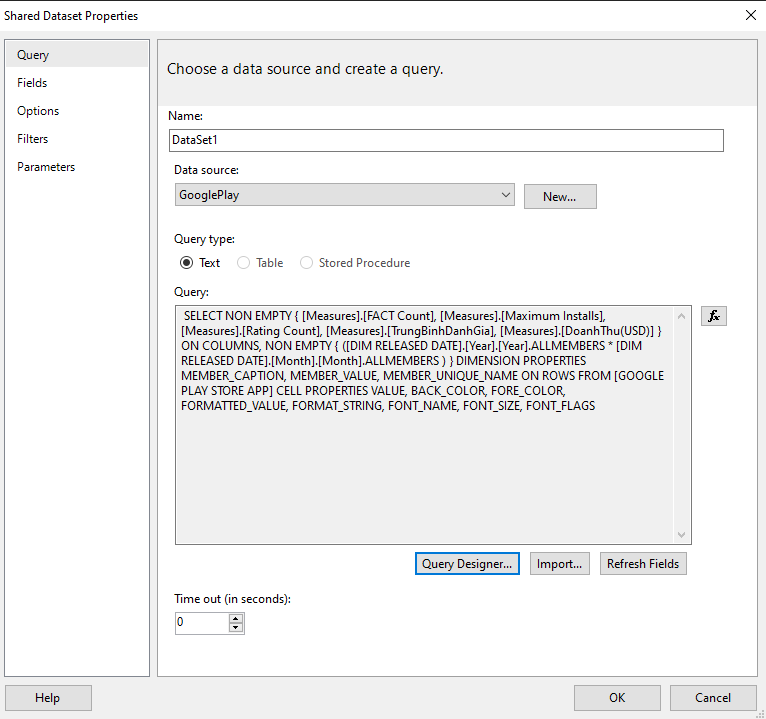 Shared Dataset Properties
Query
Fields
Options
Filters
Parameters
Choose a data source and create a query.
Name:
DataSet1
Data source:
GooglePlay
New...
Query type:
Text
Table
Stored Procedure
Query:
SELECT NON EMPTY { [Measures].[FACT Count], [Measures].[Maximum Installs],
[Measures].[Rating Count], [Measures].[TrungBinhDanhGia], [Measures].[DoanhThu(USD)] }
ON COLUMNS, NON EMPTY { ([DIM RELEASED DATE].[Year].[Year].ALLMEMBERS * [DIM
RELEASED DATE].[Month].[Month].ALLMEMBERS ) } DIMENSION PROPERTIES
MEMBER_CAPTION, MEMBER_VALUE, MEMBER_UNIQUE_NAME ON ROWS FROM [GOOGLE
PLAY STORE APP] CELL PROPERTIES VALUE, BACK_COLOR, FORE_COLOR,
FORMATTED_VALUE, FORMAT_STRING, FONT_NAME, FONT_SIZE, FONT_FLAGS
fx
Query Designer...
Import...
Refresh Fields
Time out (in seconds):
0
Help
OK
Cancel